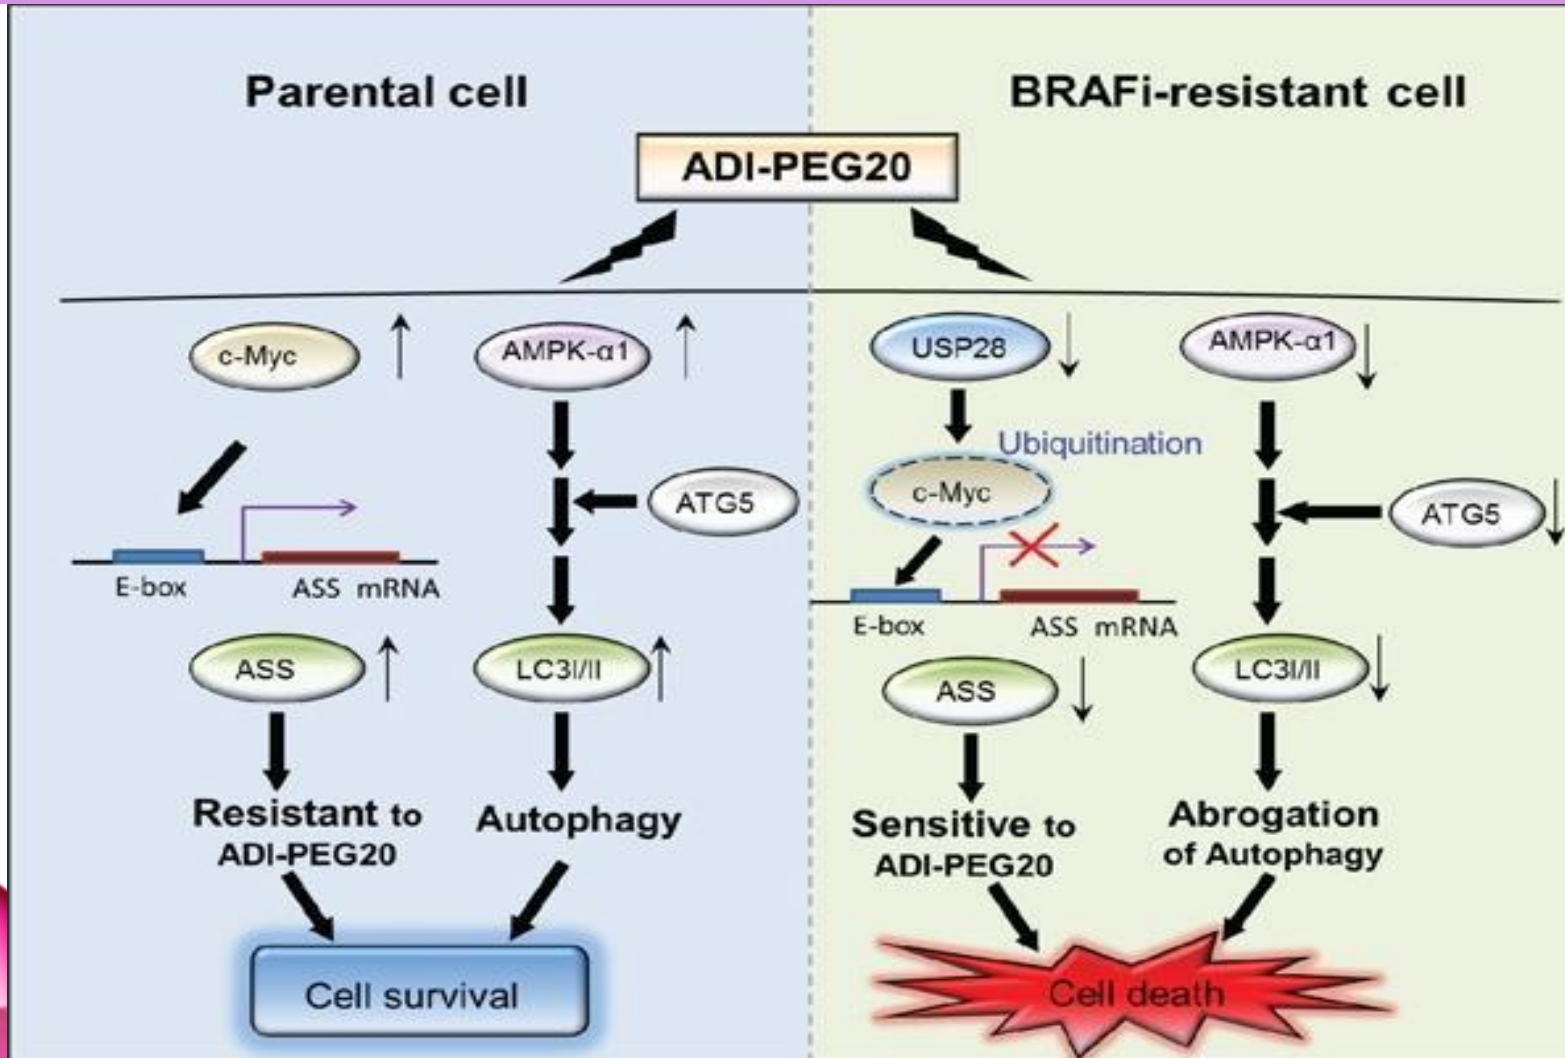 Parental cell
BRAFi-resistant cell
ADI-PEG20
c-Myc
AMPK-α1
ATG5
E-box
ASS mRNA
ASS
LC3I/II
Resistant to
ADI-PEG20
Autophagy
Cell survival
USP28
AMPK-α1
Ubiquitination
c-Myc
ATG5
E-box
ASS mRNA
ASS
LC3I/II
Sensitive to
ADI-PEG20
Abrogation
of Autophagy
Cell death